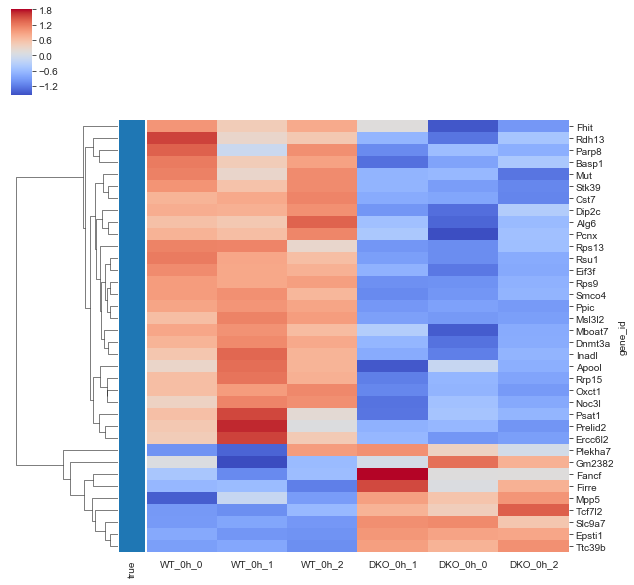 1.8
1.2
0.6
0.0
−0.6
−1.2
Fhit
Rdh13
Parp8
Basp1
Mut
Stk39
Cst7
Dip2c
Alg6
Pcnx
Rps13
Rsu1
Eif3f
Rps9
Smco4
Ppic
Msl3l2
Mboat7
Dnmt3a
Inadl
Apool
Rrp15
Oxct1
Noc3l
Psat1
Prelid2
Ercc6l2
Plekha7
Gm2382
Fancf
Firre
Mpp5
Tcf7l2
Slc9a7
Epsti1
Ttc39b
gene_id
true
WT_0h_0 WT_0h_1 WT_0h_2 DKO_0h_1 DKO_0h_0 DKO_0h_2